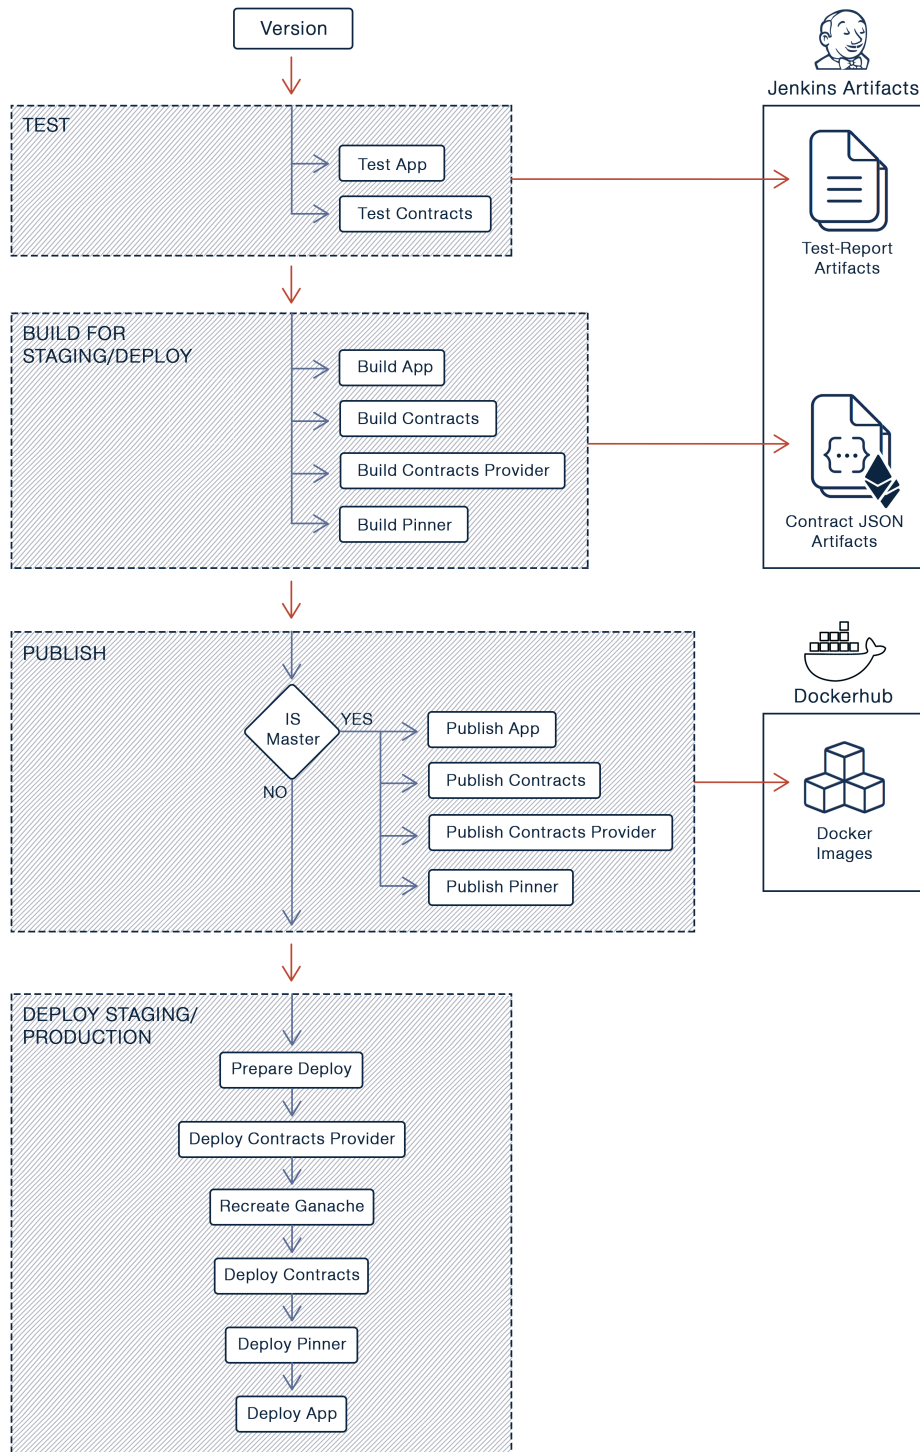 Version
Jenkins Artifacts
TEST
Test App
Test Contracts
Test-Report
Artifacts
BUILD FOR
STAGING/DEPLOY
Build App
Build Contracts
Build Contracts Provider
Build Pinner
{...}
Contract JSON
Artifacts
PUBLISH
IS
Master
YES
NO
Publish App
Publish Contracts
Publish Contracts Provider
Publish Pinner
Dockerhub
Docker
Images
DEPLOY STAGING/
PRODUCTION
Prepare Deploy
Deploy Contracts Provider
Recreate Ganache
Deploy Contracts
Deploy Pinner
Deploy App